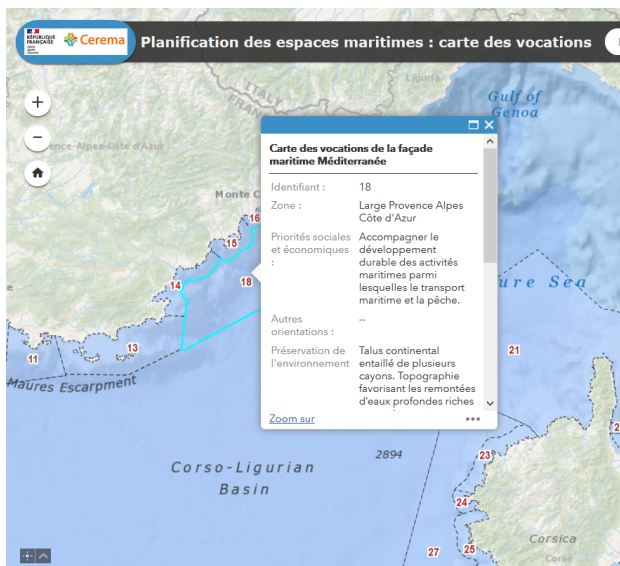 RÉPUBLIQUE
FRANÇAISE
Cerema
Planification des espaces maritimes : carte des vocations
+
−
Liguria
ITALY
FRAN
Gulf of
Genoa
ence-Alpes-Côte d'Azur
Monte C
Carte des vocations de la façade
maritime Méditerranée
Identifiant : 18
Zone : Large Provence Alpes
Côte d'Azur
Priorités sociales Accompagner le
et économiques développement
: durable des activités
maritimes parmi
lesquelles le transport
maritime et la pêche.
Autres --
orientations :
Préservation de Talus continental
l'environnement entaillé de plusieurs
cayons. Topographie
favorisant les remontées
d'eaux profondes riches
Zoom sur
16
15
18
14
13
11
ure Sea
21
Maures Escarpment
Corso-Ligurian
Basin
2894
23
24
25
27
2
Corsica
Corse